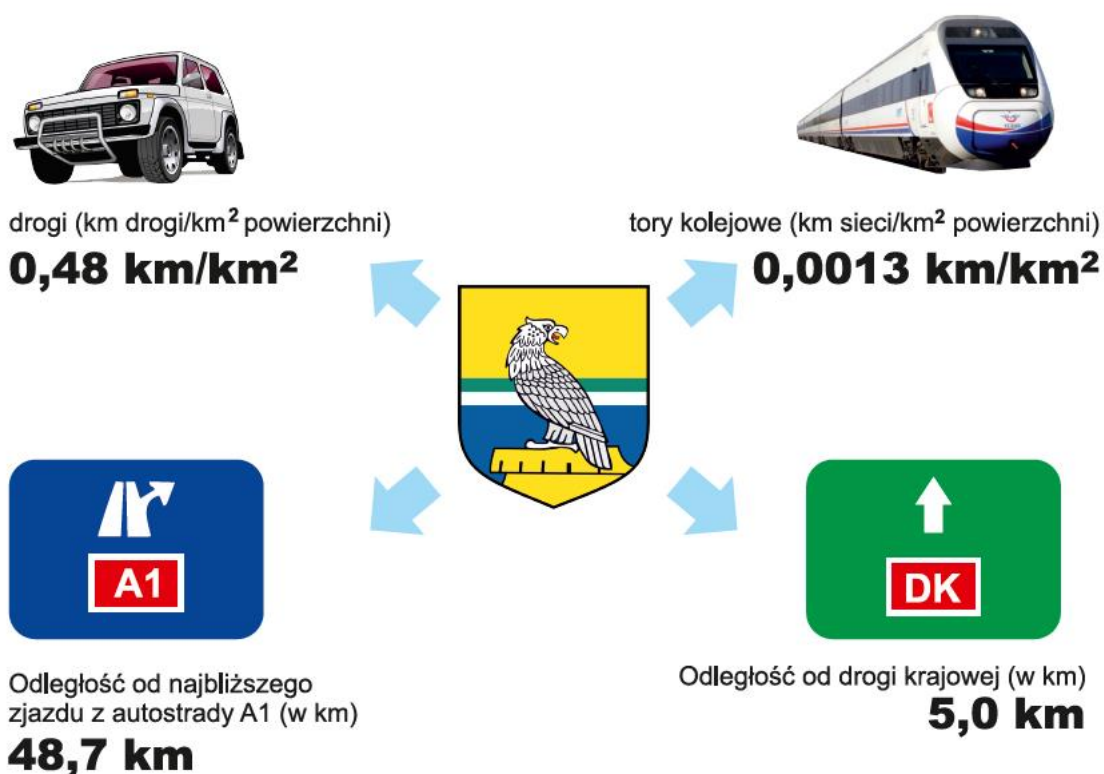 drogi (km drogi/km² powierzchni)
0,48 km/km²
tory kolejowe (km sieci/km² powierzchni)
0,0013 km/km²
A1
Odległość od najbliższego
zjazdu z autostrady A1 (w km)
48,7 km
DK
Odległość od drogi krajowej (w km)
5,0 km